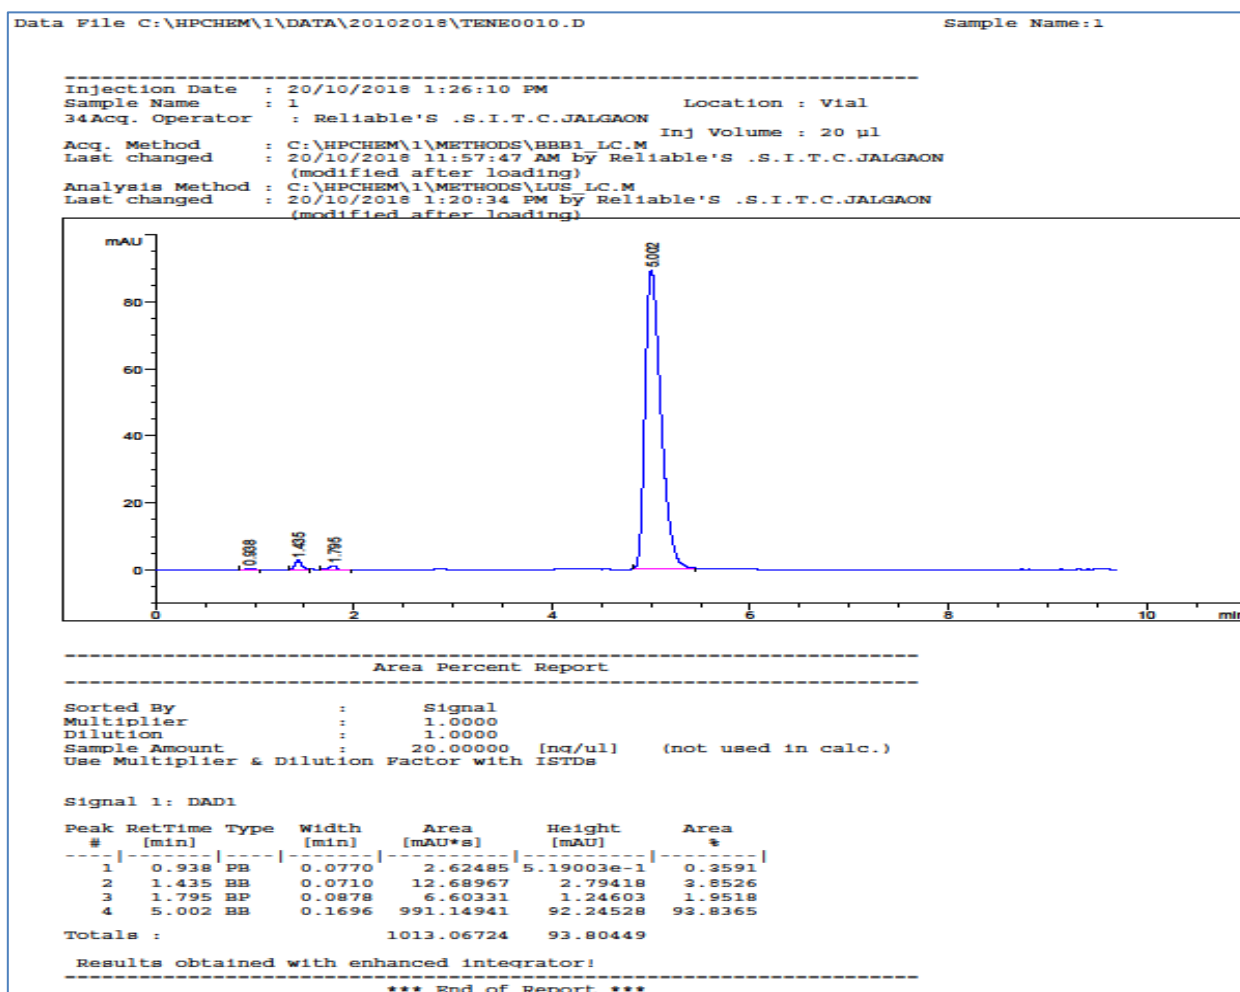 Data File C:\HPCHEM\1\DATA\20102018\TENE0010.D Sample Name:1
Injection Date : 20/10/2018 1:26:10 PM
Sample Name : 1 Location : Vial
34Acq. Operator : Reliable'S .S.I.T.C.JALGAON
Inj Volume : 20 µl
Acq. Method : C:\HPCHEM\1\METHODS\BBB1_LC.M
Last changed : 20/10/2018 11:57:47 AM by Reliable'S .S.I.T.C.JALGAON
(modified after loading)
Analysis Method : C:\HPCHEM\1\METHODS\LUS_LC.M
Last changed : 20/10/2018 1:20:34 PM by Reliable'S .S.I.T.C.JALGAON
(modified after loading)
mAU
80
60
40
20
0
0.938
1.435
1.795
5.002
0 2 4 6 8 10 min
-------------------------------------------------------------------
Area Percent Report
-------------------------------------------------------------------
Sorted By : Signal
Multiplier : 1.0000
Dilution : 1.0000
Sample Amount : 20.00000 [ng/ul] (not used in calc.)
Use Multiplier & Dilution Factor with ISTDs
Signal 1: DAD1
Peak RetTime Type Width Area Height Area
# [min] [min] [mAU*s] [mAU] %
----|-------|----|-------|----------|----------|--------|
1 0.938 PB 0.0770 2.62485 5.19003e-1 0.3591
2 1.435 BB 0.0710 12.68967 2.79418 3.8526
3 1.795 BP 0.0878 6.60331 1.24603 1.9518
4 5.002 BB 0.1696 991.14941 92.24528 93.8365
Totals : 1013.06724 93.80449
Results obtained with enhanced integrator!
-------------------------------------------------------------------
*** End of Report ***